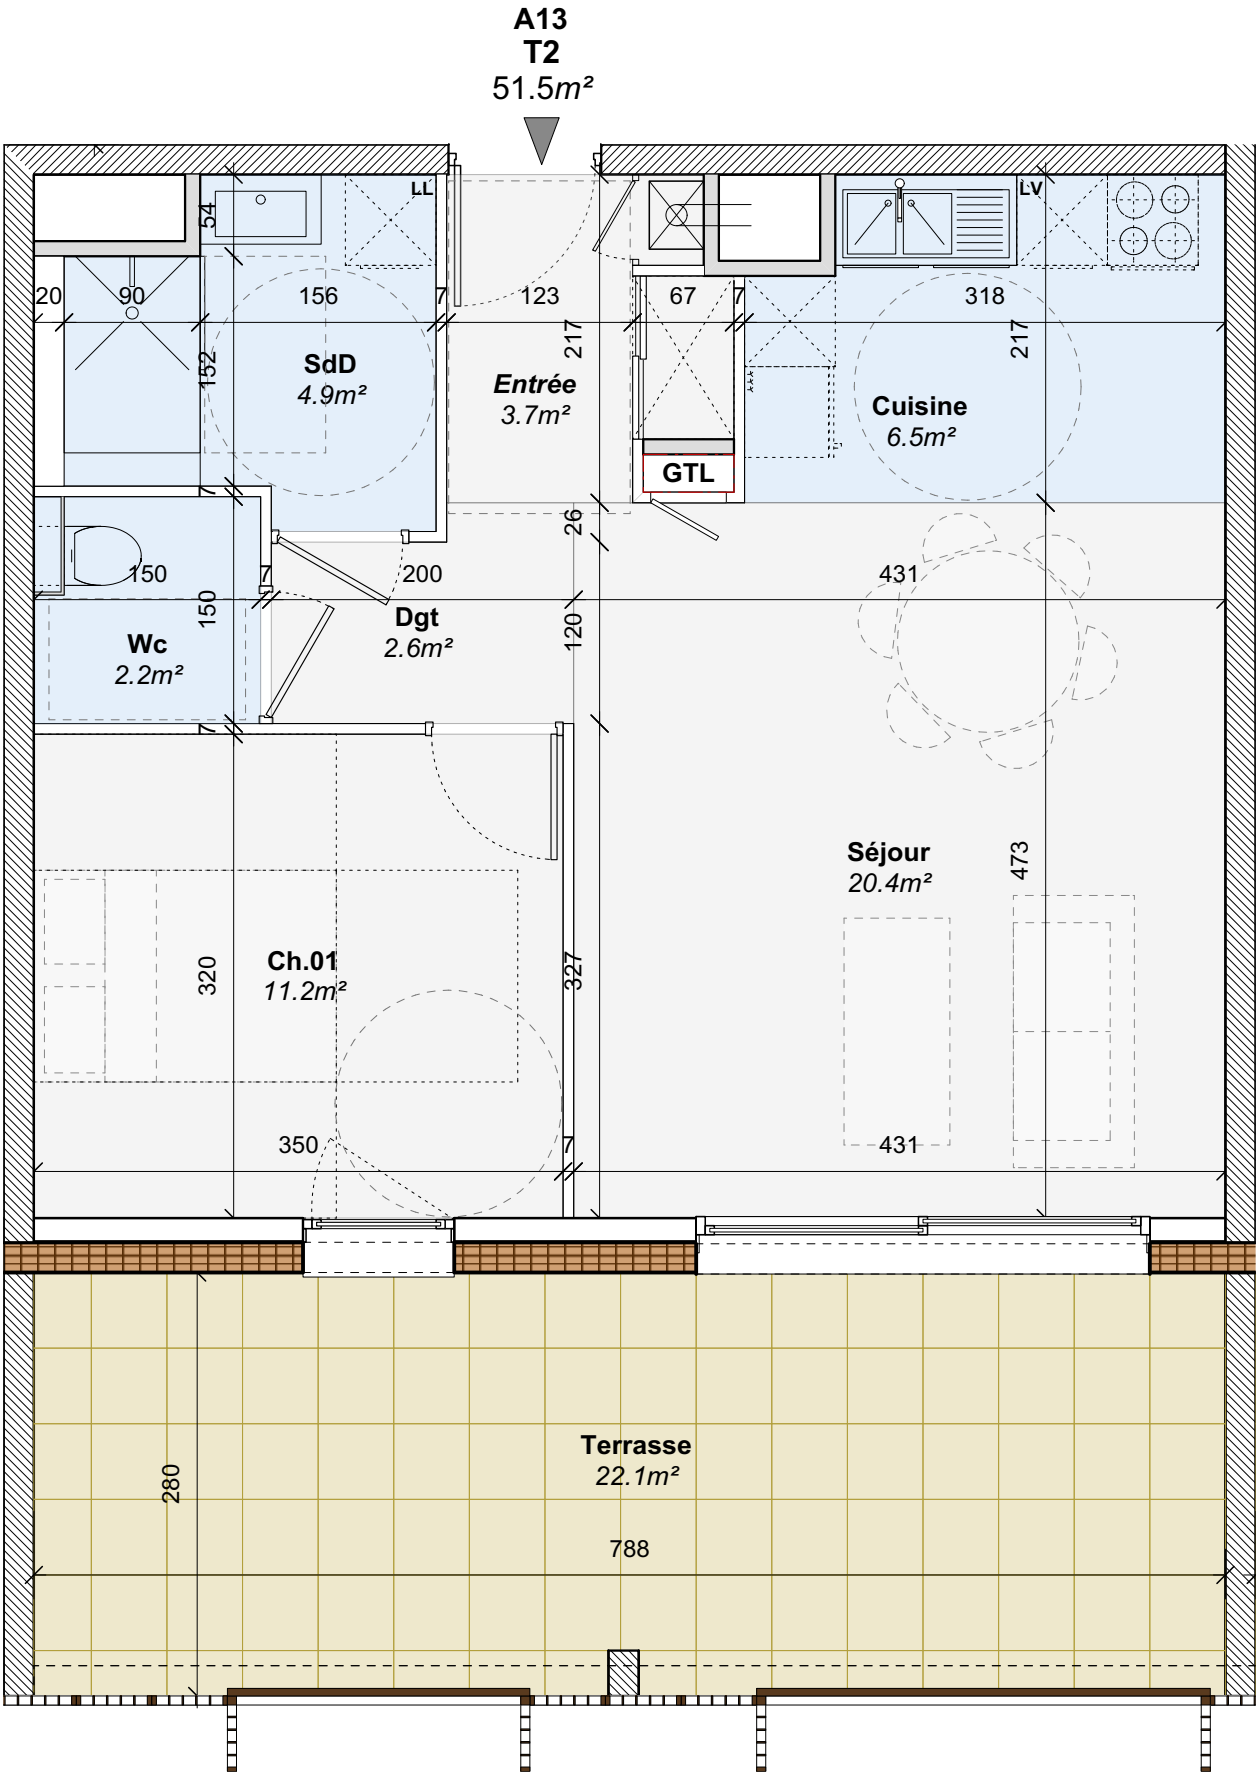 A13
T2
51.5m²
LL
LV
54
20
90
156
7
123
67
7
318
217
217
152
SdD
4.9m²
Entrée
3.7m²
Cuisine
6.5m²
GTL
7
26
150
7
200
431
150
120
Wc
2.2m²
Dgt
2.6m²
7
Séjour
20.4m²
473
Ch.01
11.2m²
320
327
350
7
431
Terrasse
22.1m²
280
788